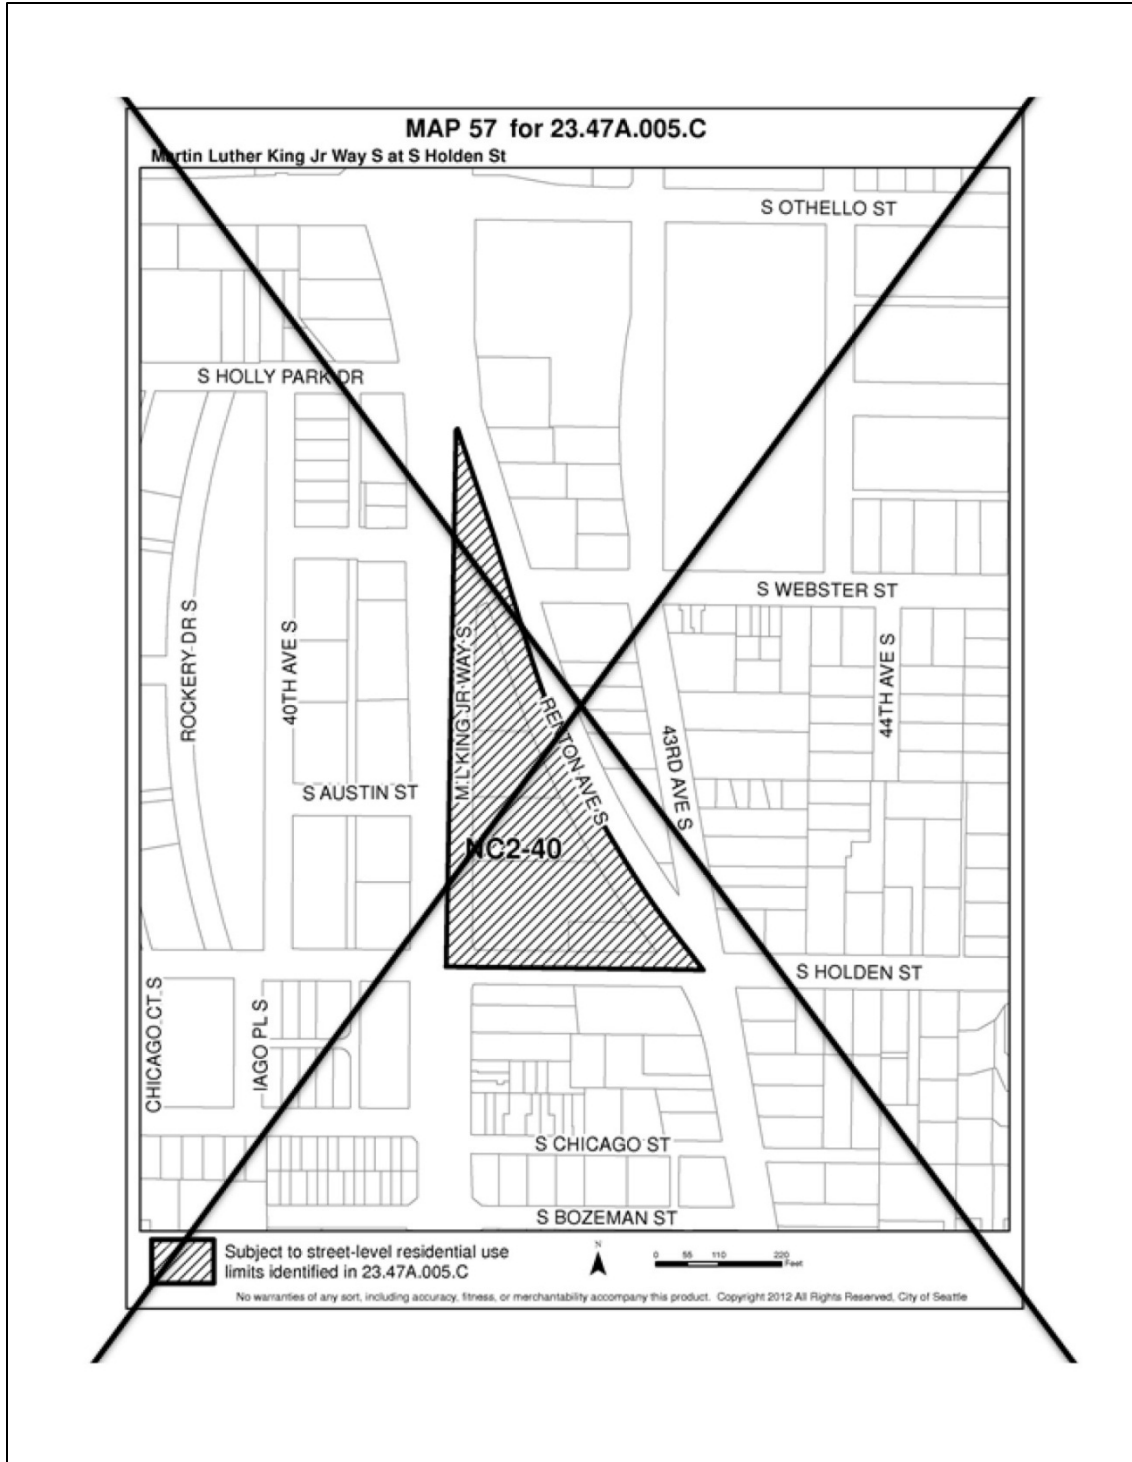 MAP 57 for 23.47A.005.C
Martin Luther King Jr Way S at S Holden St
S OTHELLO ST
S HOLLY PARK DR
S WEBSTER ST
ROCKERY DR S
40TH AVE S
M L KING JR WAY S
RENTON AVE S
43RD AVE S
44TH AVE S
S AUSTIN ST
NC2-40
S HOLDEN ST
CHICAGO CT S
IAGO PL S
S CHICAGO ST
S BOZEMAN ST
Subject to street-level residential use
limits identified in 23.47A.005.C
N
0 55 110 220
Feet
No warranties of any sort, including accuracy, fitness, or merchantability accompany this product. Copyright 2012 All Rights Reserved, City of Seattle